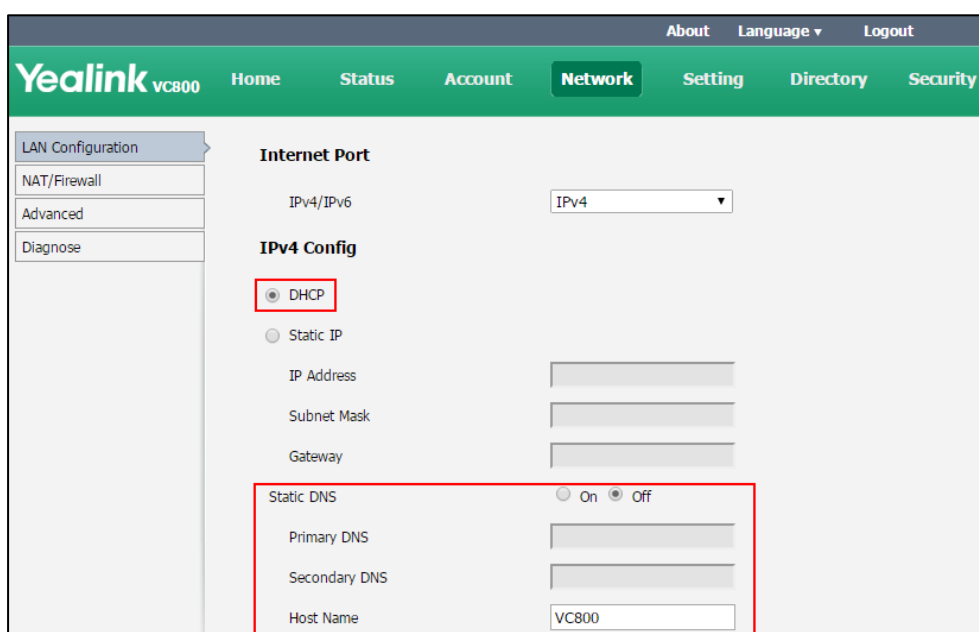 About Language ▾ Logout
Yealink VC800 Home Status Account Network Setting Directory Security
LAN Configuration
NAT/Firewall
Advanced
Diagnose
Internet Port
IPv4/IPv6 IPv4 ▼
IPv4 Config
DHCP
Static IP
IP Address
Subnet Mask
Gateway
Static DNS On Off
Primary DNS
Secondary DNS
Host Name VC800